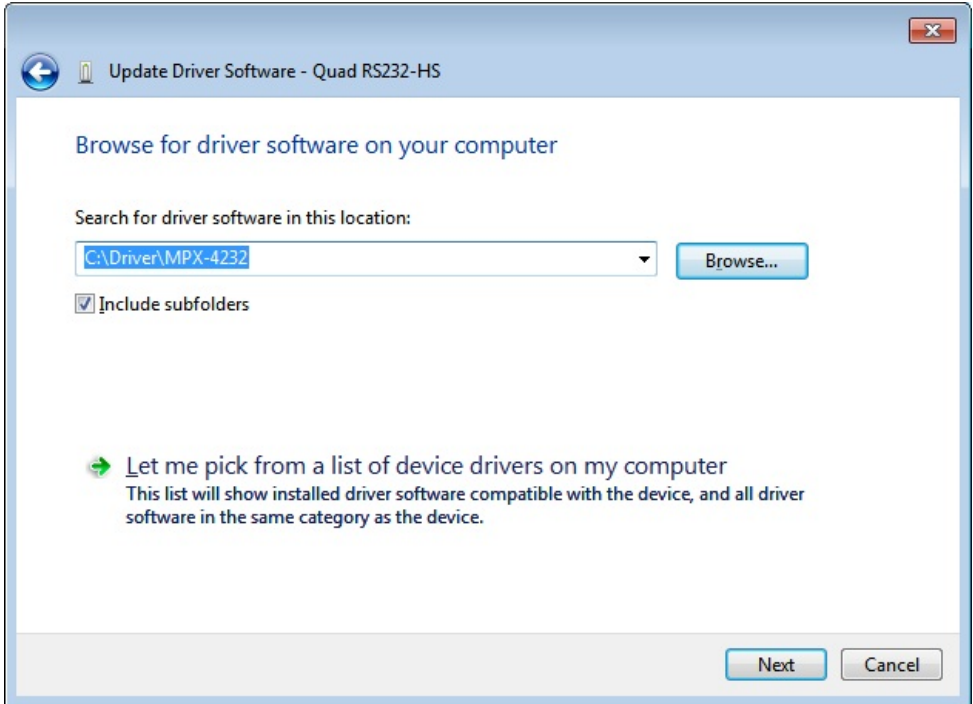 Update Driver Software - Quad RS232-HS
Browse for driver software on your computer
Search for driver software in this location:
C:\Driver\MPX-4232
Browse...
Include subfolders
Let me pick from a list of device drivers on my computer
This list will show installed driver software compatible with the device, and all driver
software in the same category as the device.
Next
Cancel